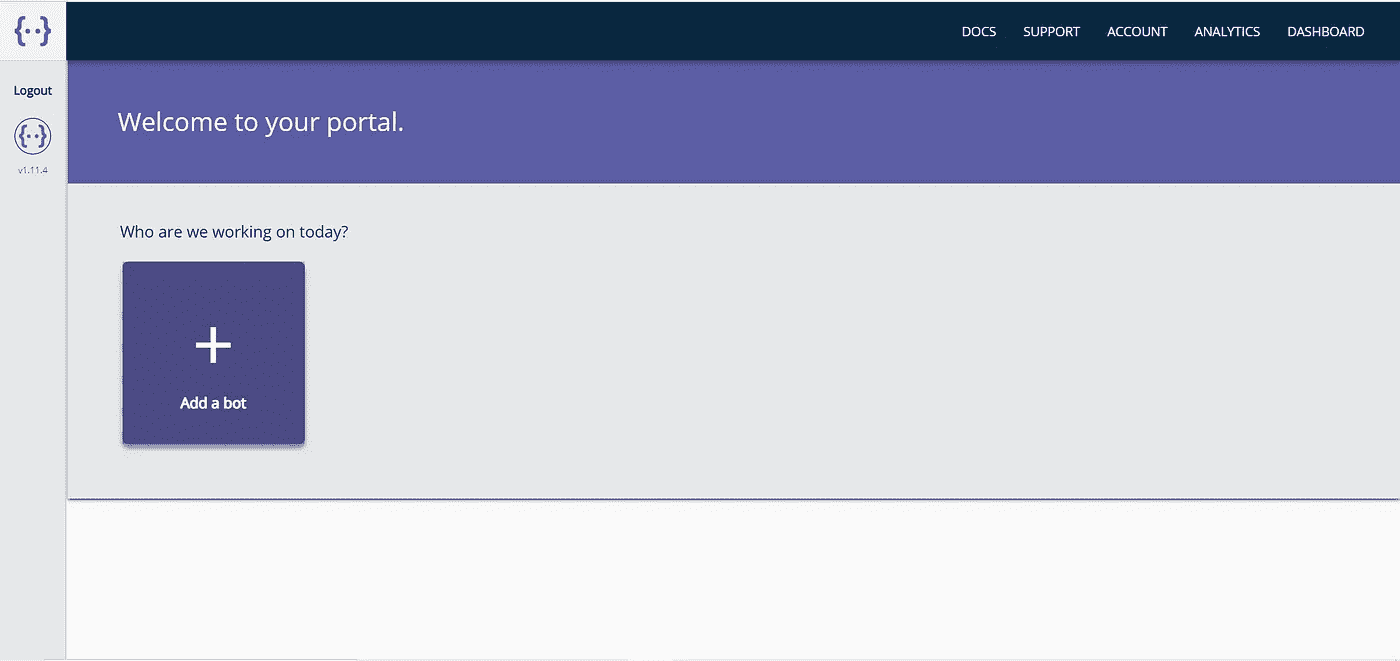 {··}
DOCS SUPPORT ACCOUNT ANALYTICS DASHBOARD
Logout
{··}
v1.11.4
Welcome to your portal.
Who are we working on today?
+
Add a bot